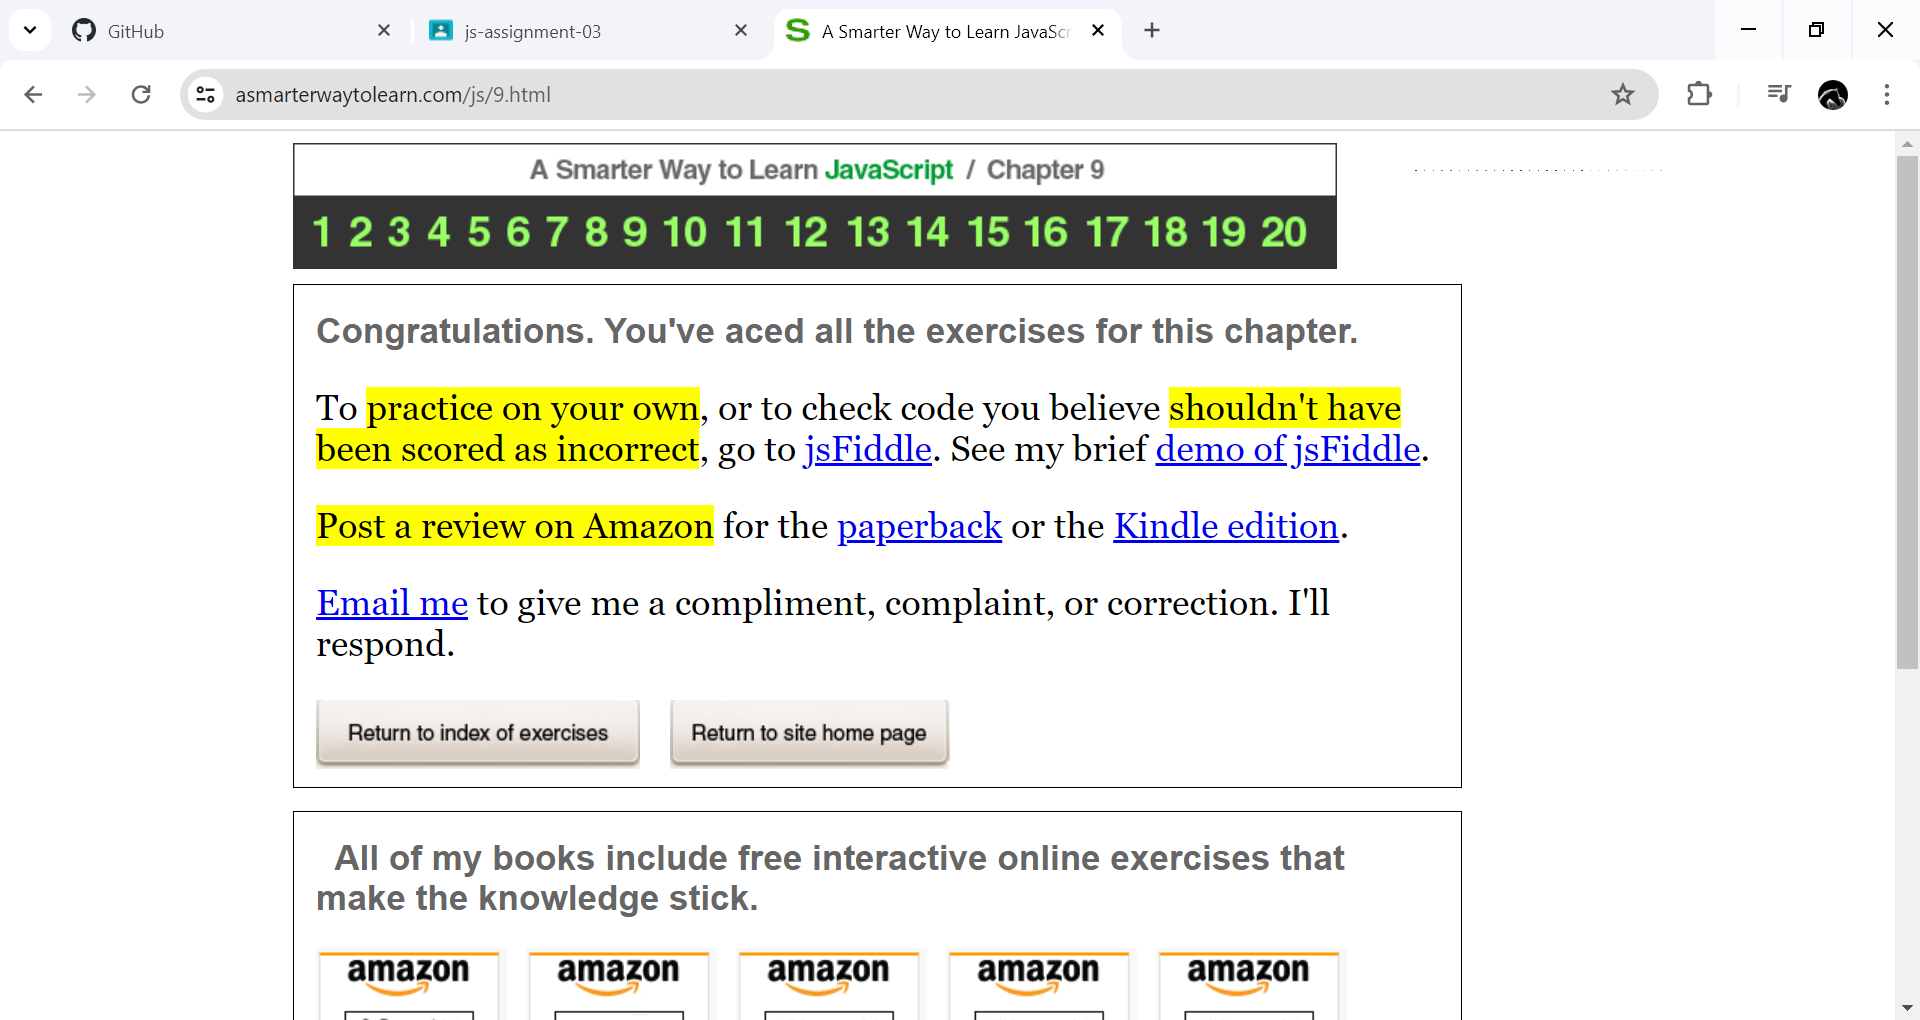 GitHub
js-assignment-03
A Smarter Way to Learn JavaScr
asmarterwaytolearn.com/js/9.html
A Smarter Way to Learn JavaScript / Chapter 9
1 2 3 4 5 6 7 8 9 10 11 12 13 14 15 16 17 18 19 20
Congratulations. You've aced all the exercises for this chapter.
To practice on your own, or to check code you believe shouldn't have
been scored as incorrect, go to jsFiddle. See my brief demo of jsFiddle.
Post a review on Amazon for the paperback or the Kindle edition.
Email me to give me a compliment, complaint, or correction. I'll
respond.
Return to index of exercises Return to site home page
All of my books include free interactive online exercises that
make the knowledge stick.
amazon amazon amazon amazon amazon